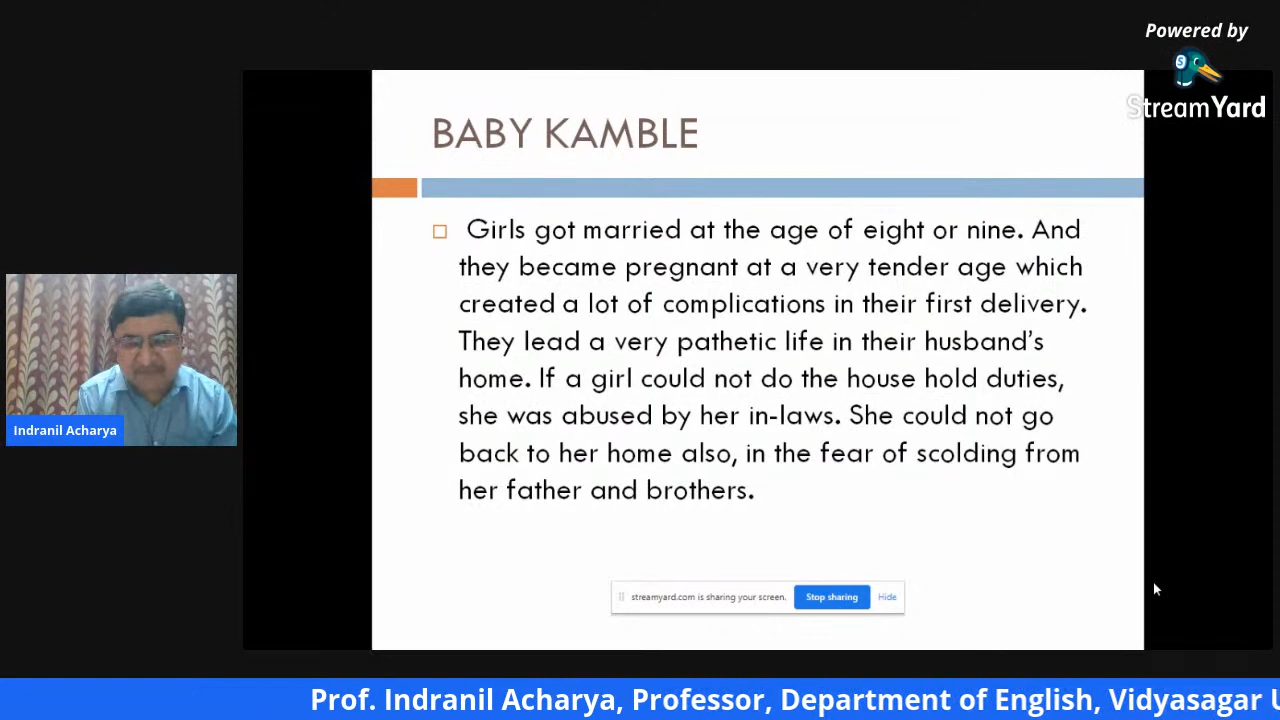 Powered by
StreamYard
BABY KAMBLE
Girls got married at the age of eight or nine. And
they became pregnant at a very tender age which
created a lot of complications in their first delivery.
They lead a very pathetic life in their husband's
home. If a girl could not do the house hold duties,
she was abused by her in-laws. She could not go
back to her home also, in the fear of scolding from
her father and brothers.
Indranil Acharya
streamyard.com is sharing your screen. Stop sharing Hide
Prof. Indranil Acharya, Professor, Department of English, Vidyasagar U